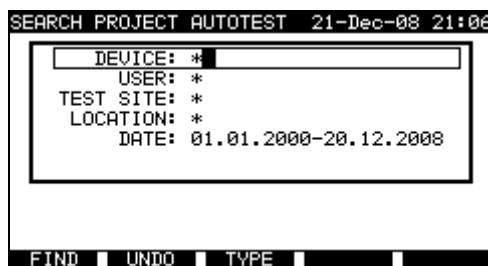 SEARCH PROJECT AUTOTEST 21-Dec-08 21:06
DEVICE: *
USER: *
TEST SITE: *
LOCATION: *
DATE: 01.01.2000-20.12.2008
FIND UNDO TYPE